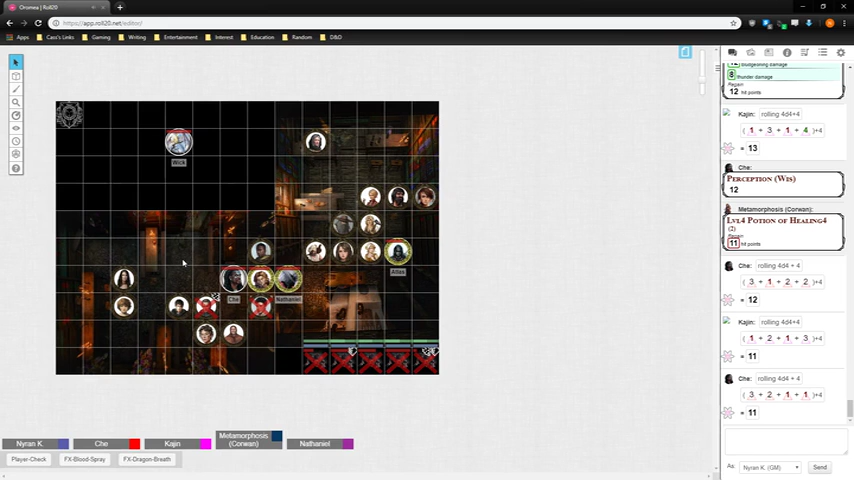 Oromea | Roll20
https://app.roll20.net/editor/
Apps
Cass's Links
Gaming
Writing
Entertainment
Interest
Education
Random
D&D
12 bludgeoning damage
8 thunder damage
Regain
12 hit points
Kajin: rolling 4d4+4
(1+3+1+4)+4
= 13
Che:
Perception (Wis)
12
Metamorphosis (Corwan):
Lvl4 Potion of Healing4
(2)
Regain
11 hit points
Che: rolling 4d4 + 4
(3+1+2+2)+4
= 12
Kajin: rolling 4d4+4
(1+2+1+3)+4
= 11
Che: rolling 4d4 + 4
(3+2+1+1)+4
= 11
Wick
Atlas
Che
Nathaniel
Nyran K.
Che
Kajin
Metamorphosis
(Corwan)
Nathaniel
Player-Check
FX-Blood-Spray
FX-Dragon-Breath
As
Nyran K. (GM)
Send